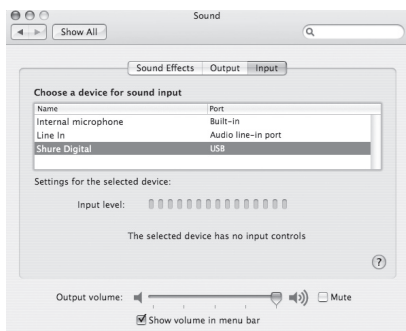 Sound
Show All
Sound Effects Output Input
Choose a device for sound input
Name Port
Internal microphone Built-in
Line In Audio line-in port
Shure Digital USB
Settings for the selected device:
Input level:
The selected device has no input controls
?
Output volume: Mute
Show volume in menu bar